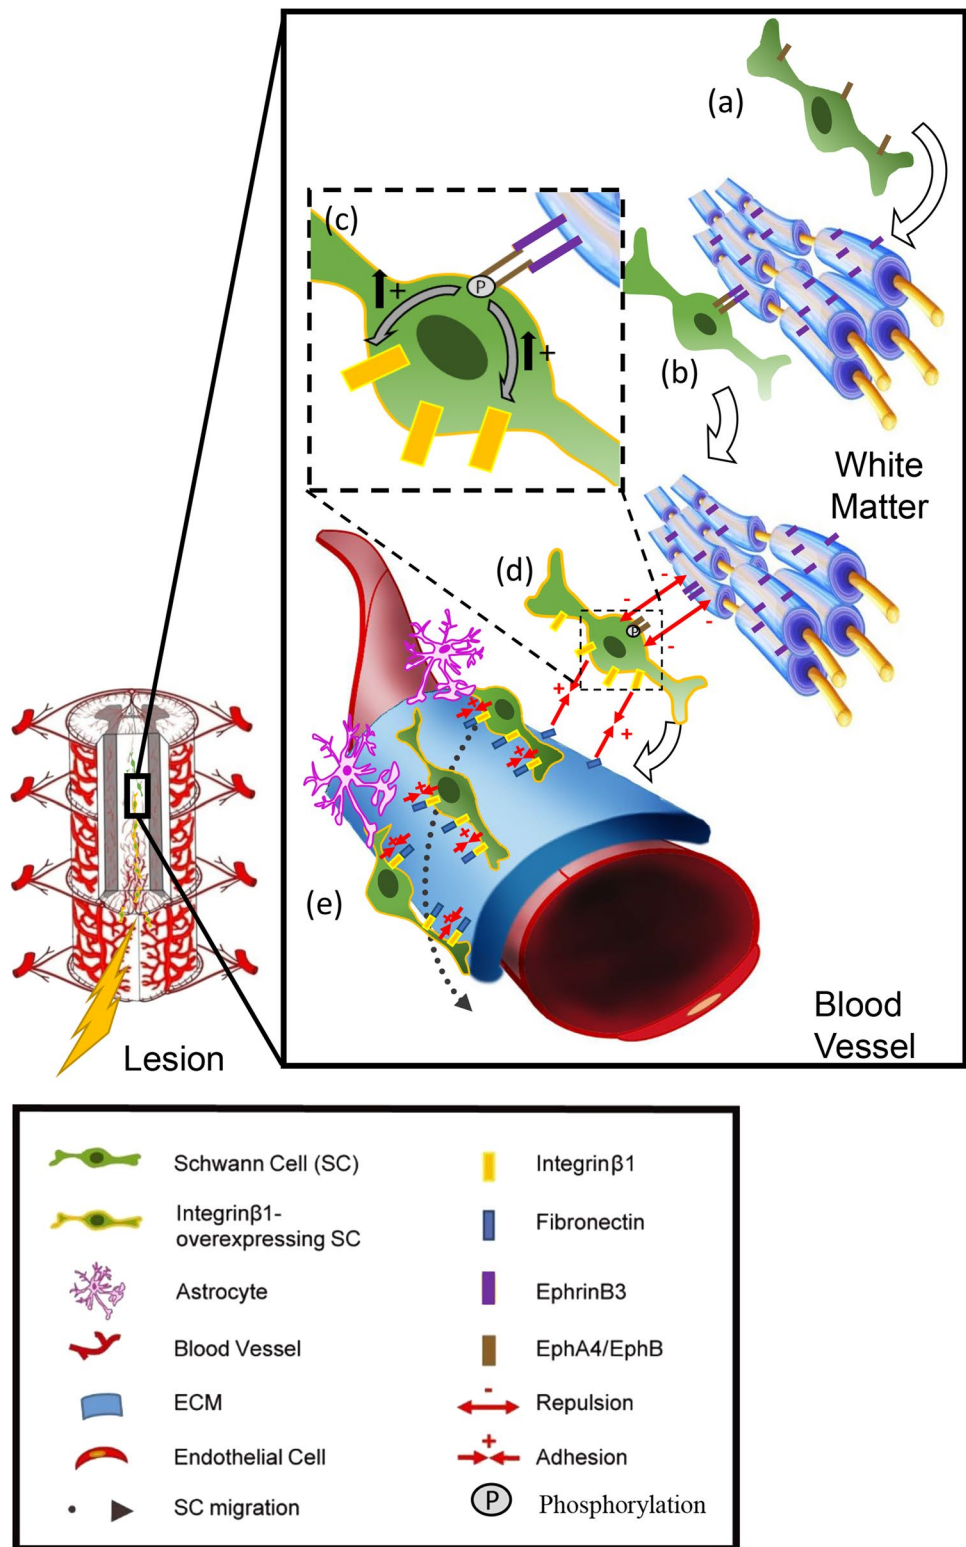 (a)
(c)
+
P
+
(b)
White
Matter
(d)
-
-
-
-
P
+
+
+
+
+
+
+
+
(e)
Blood
Vessel
Lesion
Schwann Cell (SC)
Integrinβ1-
overexpressing SC
Astrocyte
Blood Vessel
ECM
Endothelial Cell
SC migration
Integrinβ1
Fibronectin
EphrinB3
EphA4/EphB
-
Repulsion
+
Adhesion
P
Phosphorylation